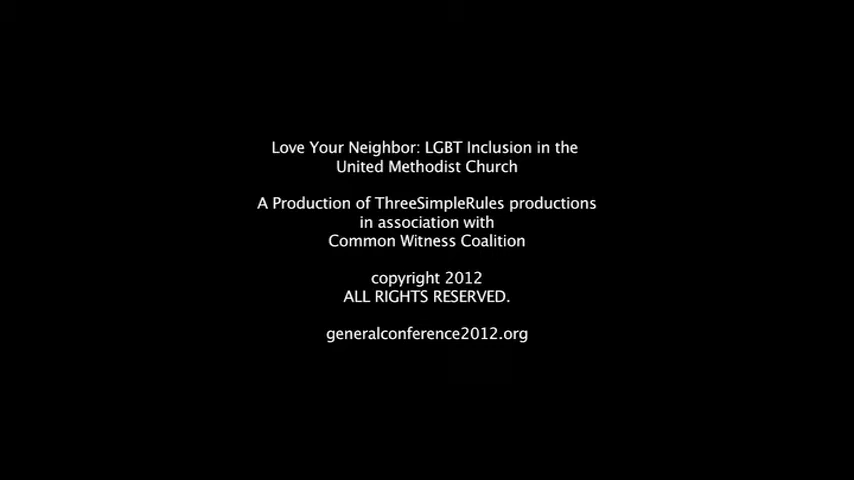 Love Your Neighbor: LGBT Inclusion in the
United Methodist Church
A Production of ThreeSimpleRules productions
in association with
Common Witness Coalition
copyright 2012
ALL RIGHTS RESERVED.
generalconference2012.org